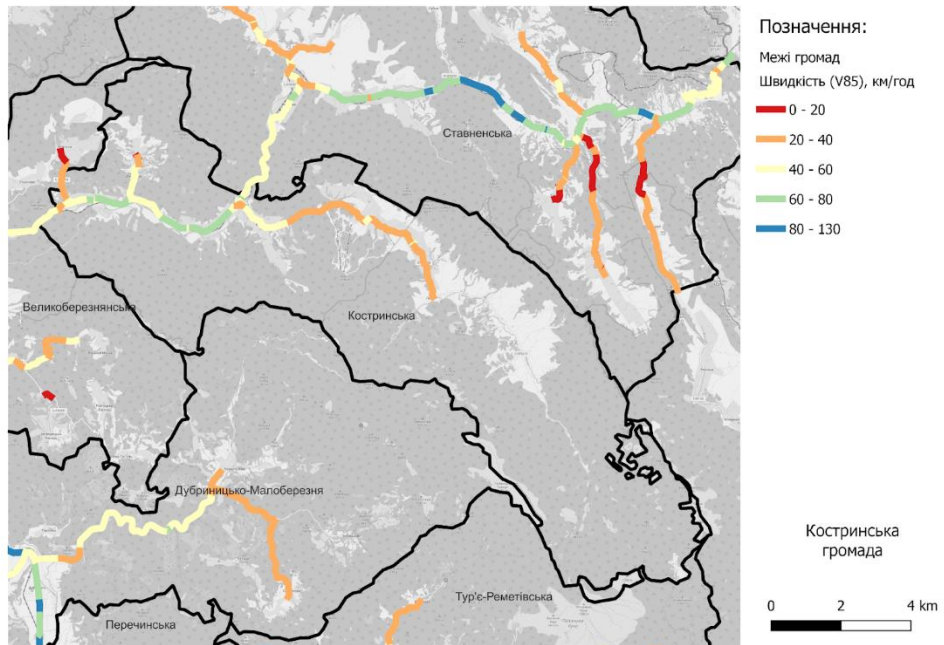 Позначення:
Межі громад
Швидкість (V85), км/год
0 - 20
20 - 40
40 - 60
60 - 80
80 - 130
Ставненська
Великоберезнянська
Костринська
Дубриницько-Малоберезня
Тур'є-Реметівська
Перечинська
Костринська
громада
0 2 4 km